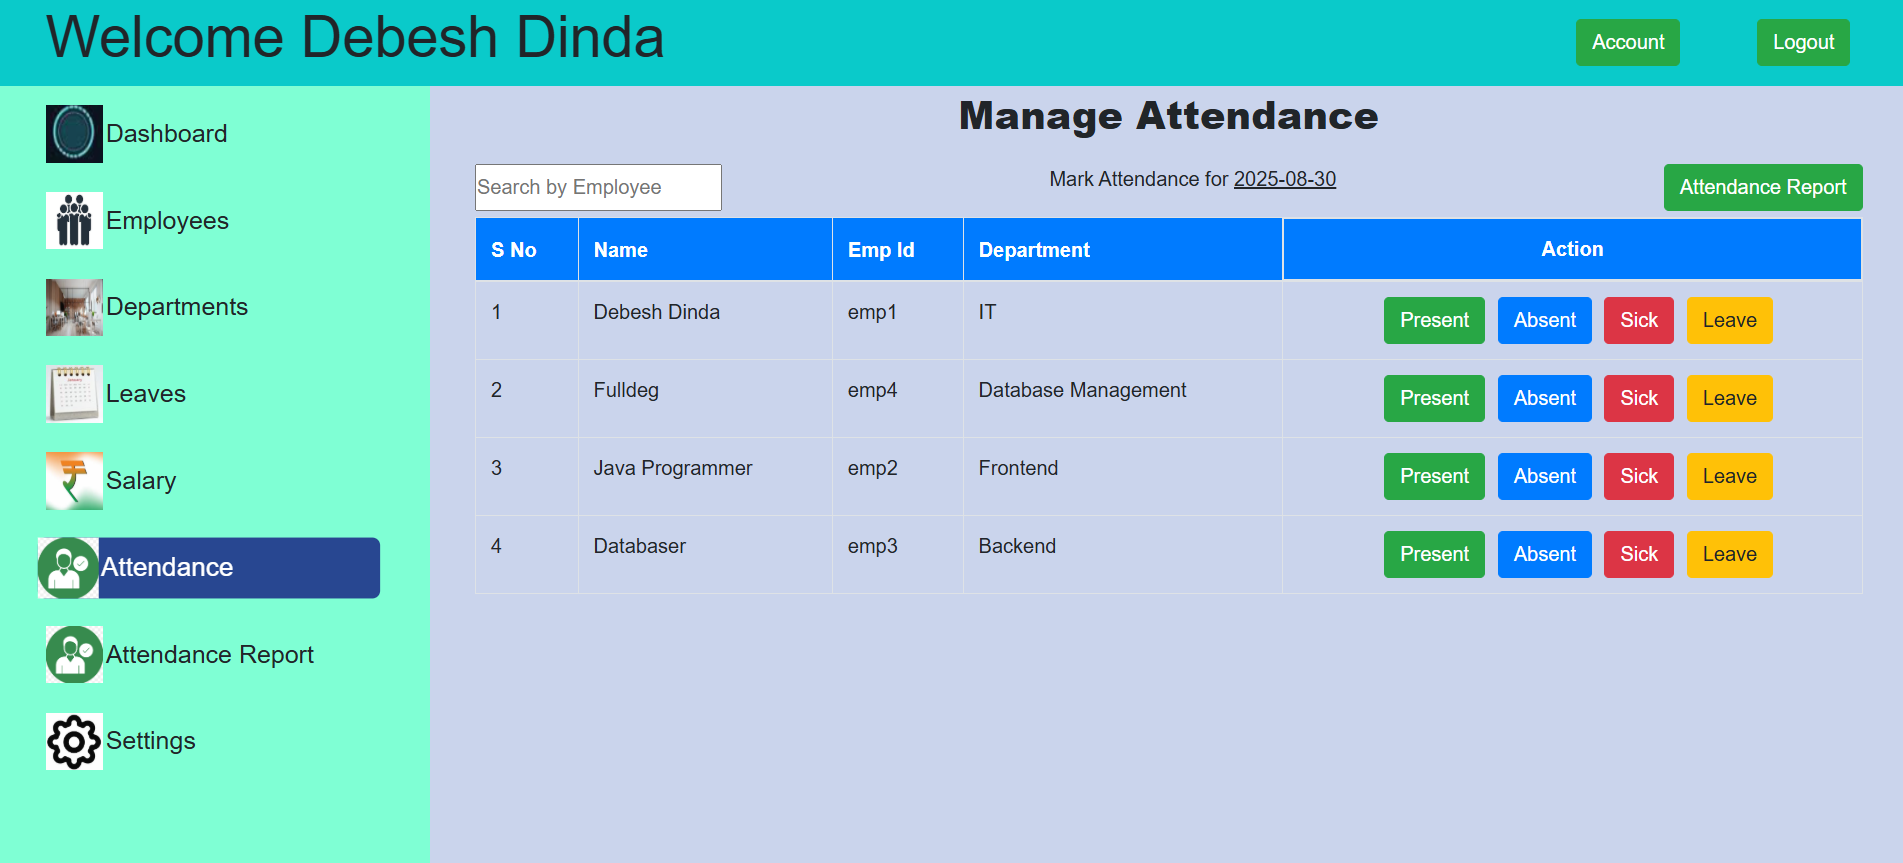 Welcome Debesh Dinda
Account
Logout
Dashboard
Employees
Departments
Leaves
Salary
Attendance
Attendance Report
Settings
Manage Attendance
Search by Employee
Mark Attendance for 2025-08-30
Attendance Report
S No Name Emp Id Department Action
1 Debesh Dinda emp1 IT Present Absent Sick Leave
2 Fulldeg emp4 Database Management Present Absent Sick Leave
3 Java Programmer emp2 Frontend Present Absent Sick Leave
4 Databaser emp3 Backend Present Absent Sick Leave